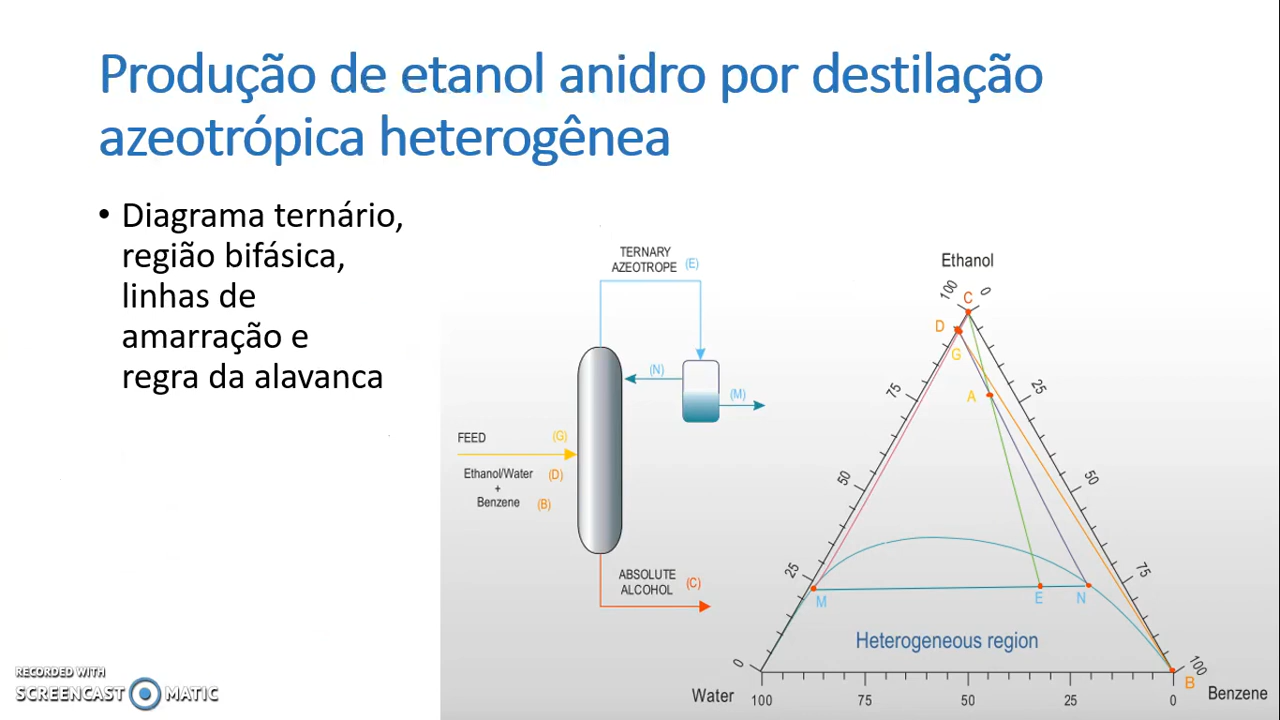 Produção de etanol anidro por destilação
azeotrópica heterogênea
• Diagrama ternário,
região bifásica,
linhas de
amarração e
regra da alavanca
TERNARY
AZEOTROPE (E)
(N)
(M)
FEED (G)
Ethanol/Water (D)
+
Benzene (B)
ABSOLUTE
ALCOHOL (C)
Ethanol
100 0
C
D
G
A
75 25
50 50
25 75
M E N
Heterogeneous region
0 100
B
Water Benzene
100 75 50 25 0
RECORDED WITH
SCREENCAST MATIC